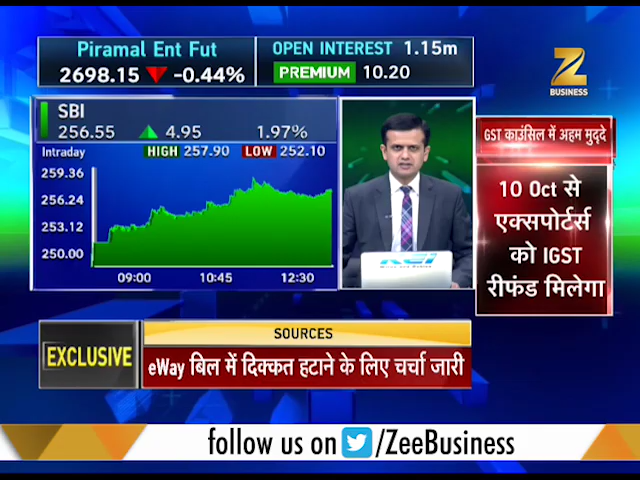 Piramal Ent Fut
2698.15 -0.44%
OPEN INTEREST 1.15m
PREMIUM 10.20
Z
BUSINESS
SBI
256.55 4.95 1.97%
Intraday HIGH 257.90 LOW 252.10
259.36
256.24
253.12
250.00
09:00 10:45 12:30
GST काउंसिल में अहम मुद्दे
10 Oct से
एक्सपोर्टर्स
को IGST
रीफंड मिलेगा
EXCLUSIVE
SOURCES
eWay बिल में दिक्कत हटाने के लिए चर्चा जारी
follow us on /ZeeBusiness